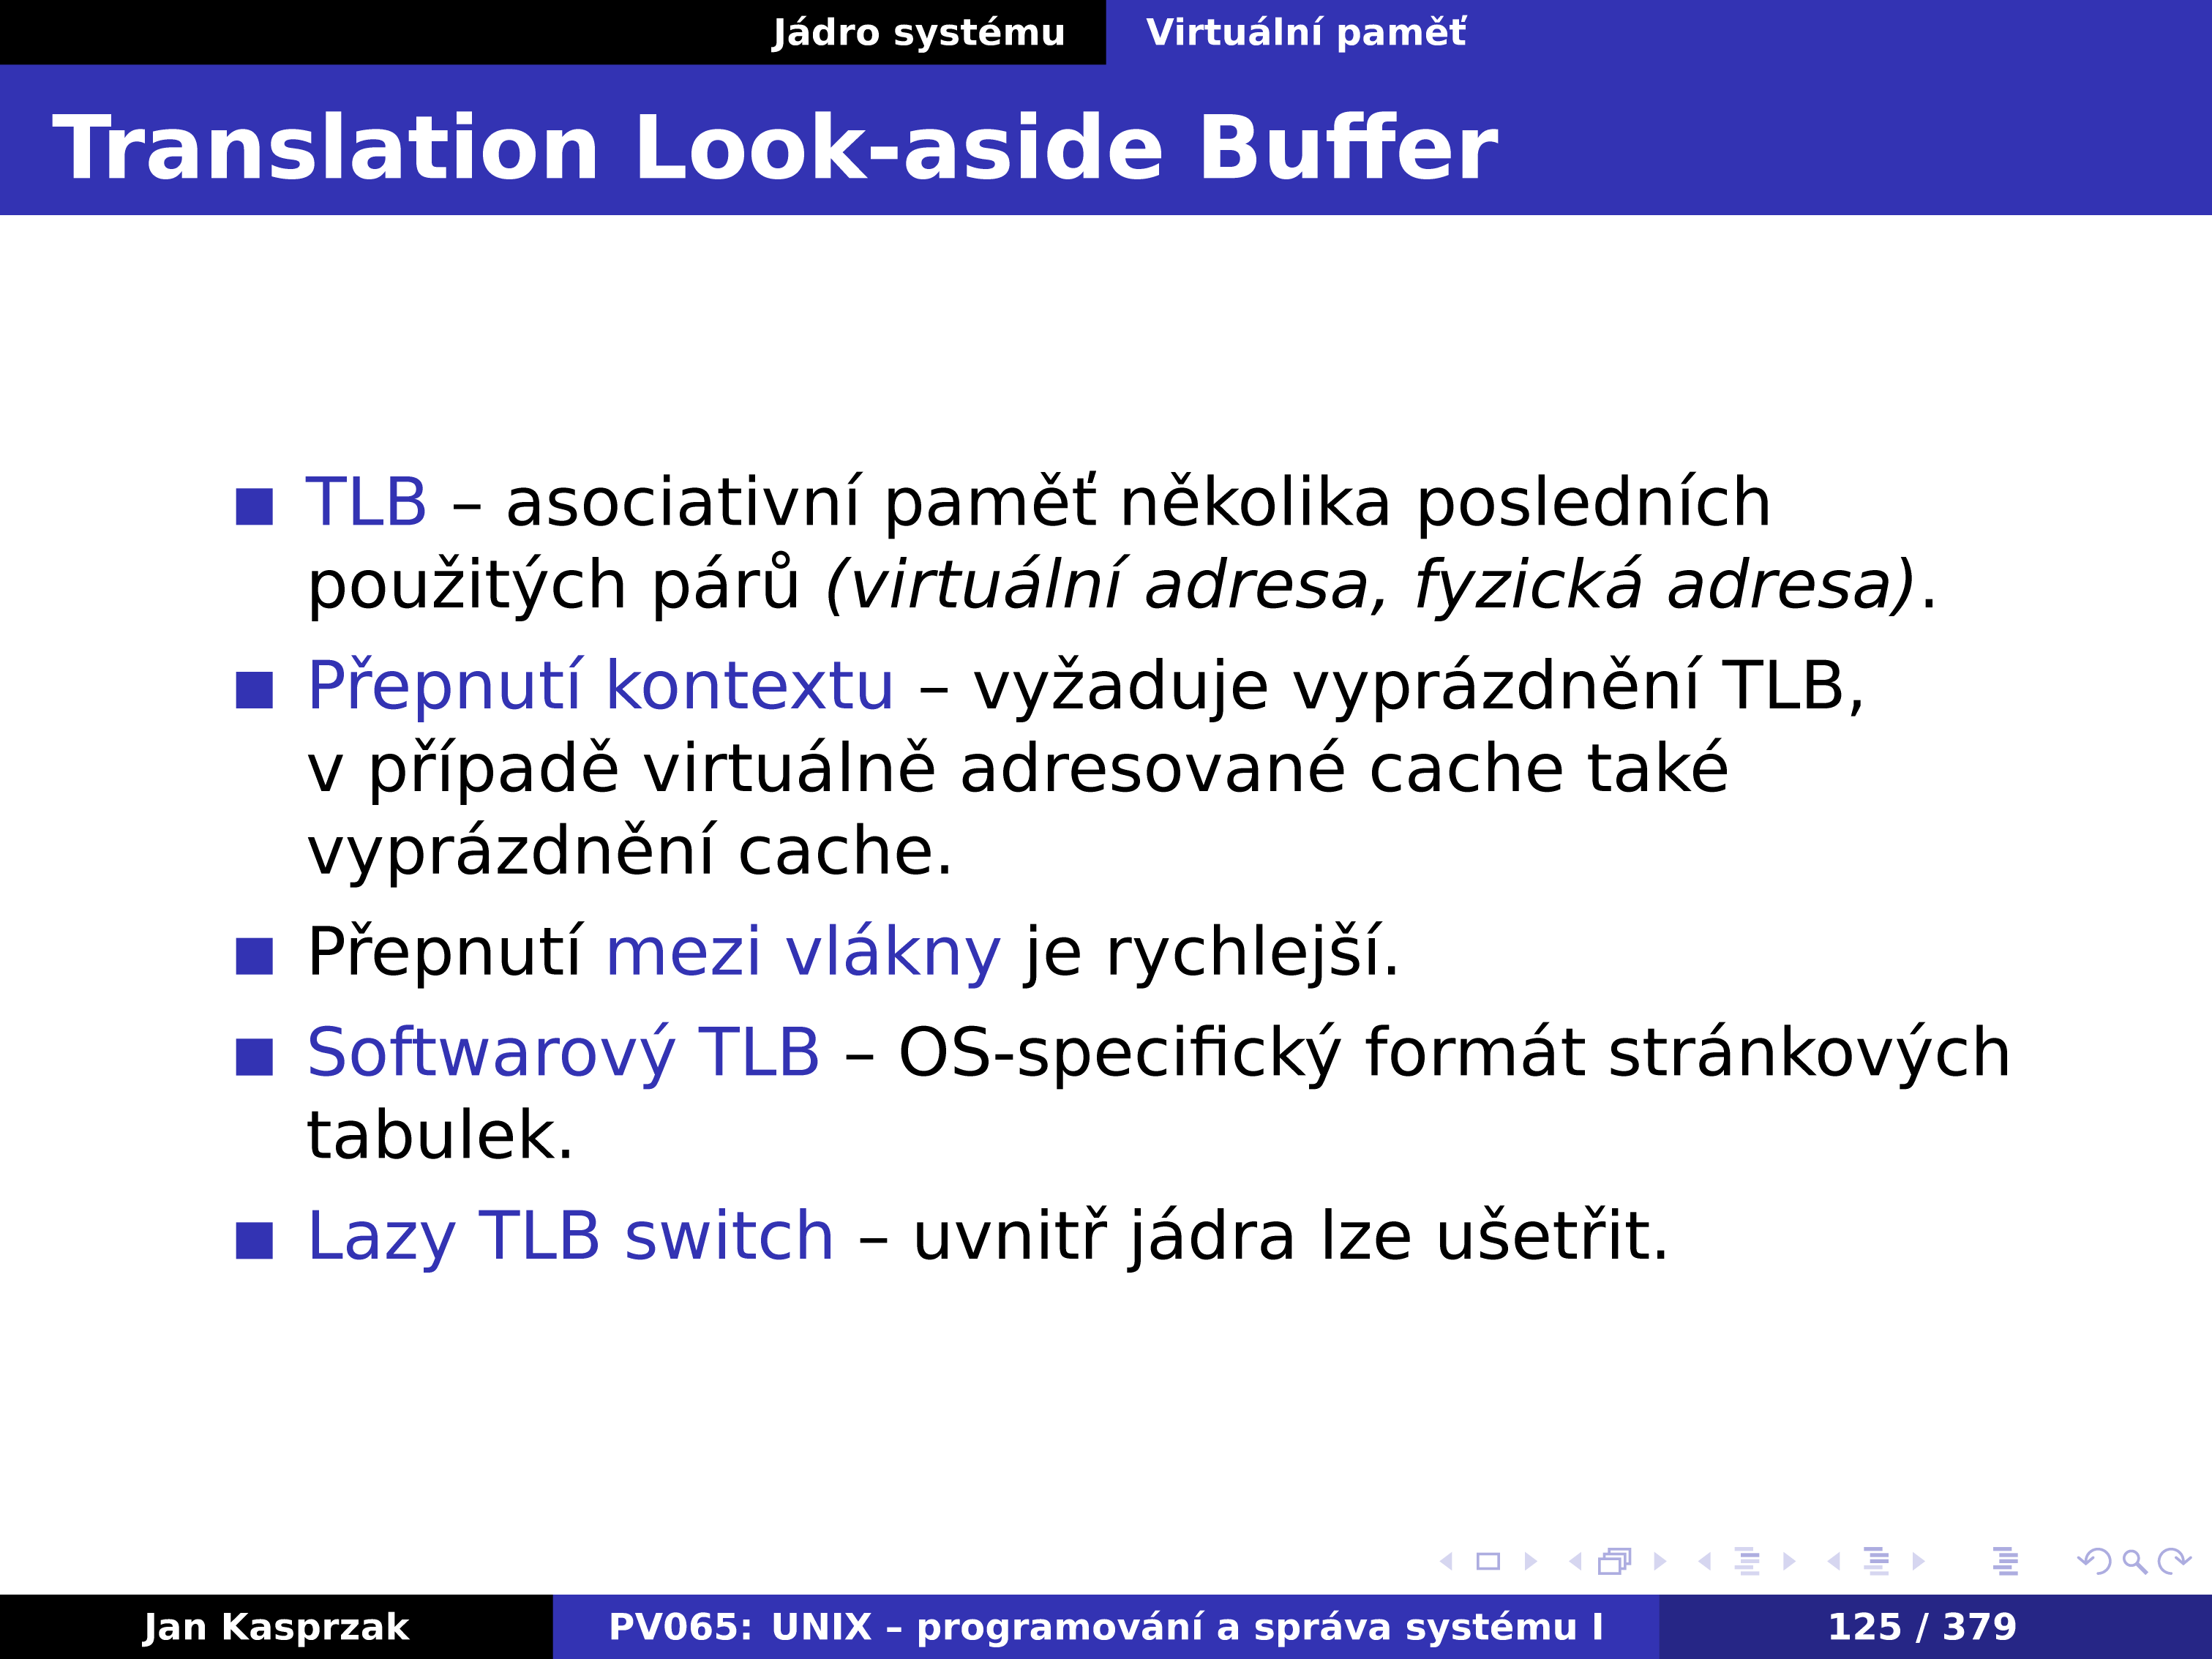 Jádro systému
Virtuální paměť
Translation Look-aside Buffer
TLB – asociativní paměť několika posledních
použitých párů (virtuální adresa, fyzická adresa).
Přepnutí kontextu – vyžaduje vyprázdnění TLB,
v případě virtuálně adresované cache také
vyprázdnění cache.
Přepnutí mezi vlákny je rychlejší.
Softwarový TLB – OS-specifický formát stránkových
tabulek.
Lazy TLB switch – uvnitř jádra lze ušetřit.
Jan Kasprzak
PV065: UNIX – programování a správa systému I
125 / 379